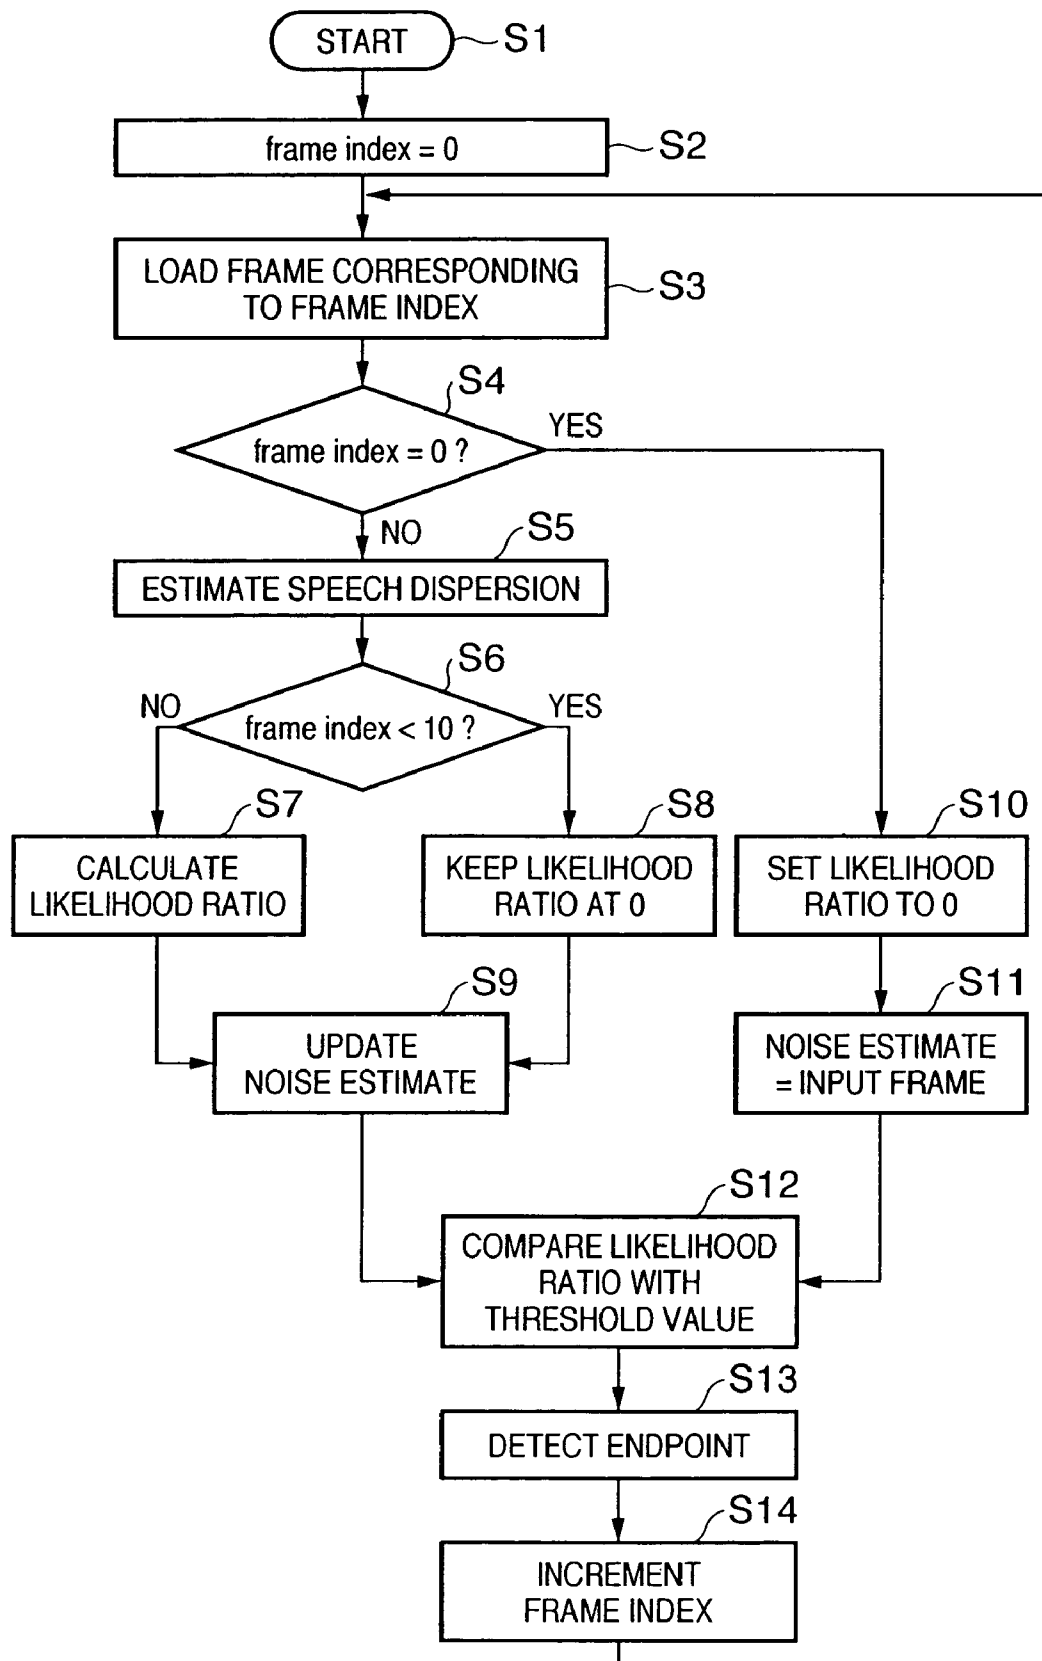 START
S1
frame index = 0
S2
LOAD FRAME CORRESPONDING
TO FRAME INDEX
S3
S4
frame index = 0 ?
YES
NO
S5
ESTIMATE SPEECH DISPERSION
S6
NO
frame index < 10 ?
YES
S7
S8
S10
CALCULATE
LIKELIHOOD RATIO
KEEP LIKELIHOOD
RATIO AT 0
SET LIKELIHOOD
RATIO TO 0
S9
S11
UPDATE
NOISE ESTIMATE
NOISE ESTIMATE
= INPUT FRAME
S12
COMPARE LIKELIHOOD
RATIO WITH
THRESHOLD VALUE
S13
DETECT ENDPOINT
S14
INCREMENT
FRAME INDEX